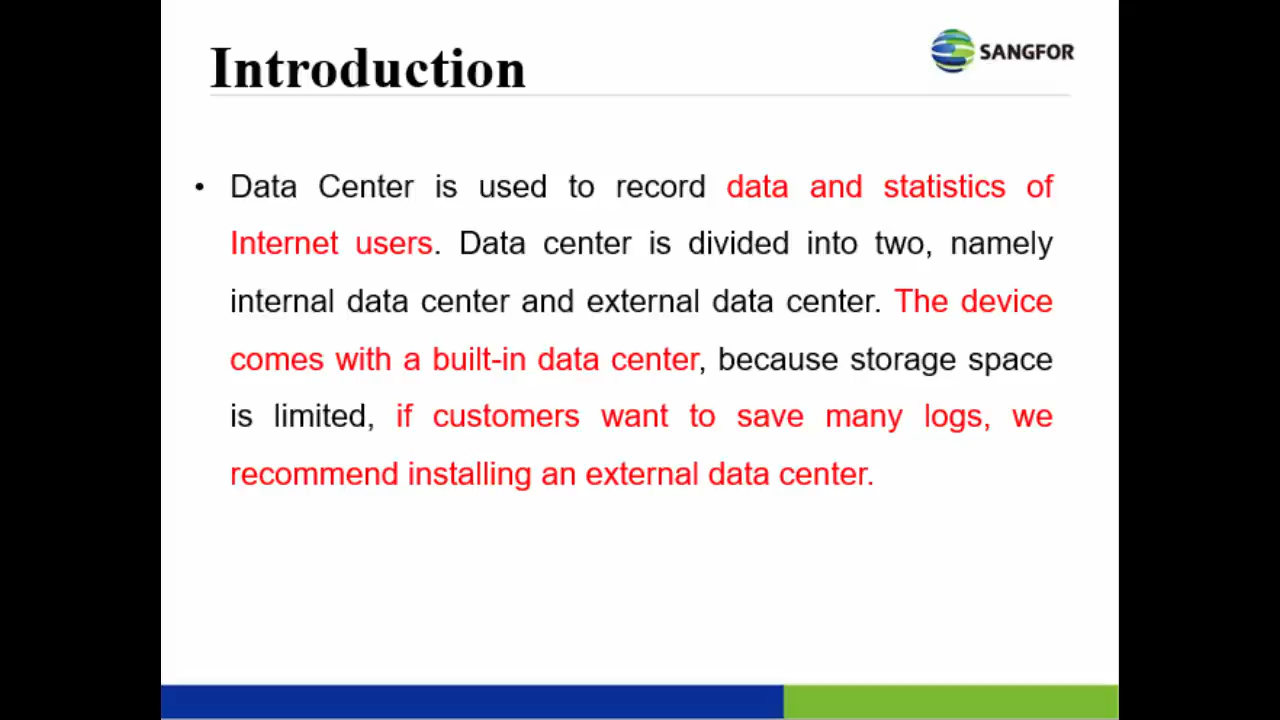 Introduction
SANGFOR
• Data Center is used to record data and statistics of
Internet users. Data center is divided into two, namely
internal data center and external data center. The device
comes with a built-in data center, because storage space
is limited, if customers want to save many logs, we
recommend installing an external data center.